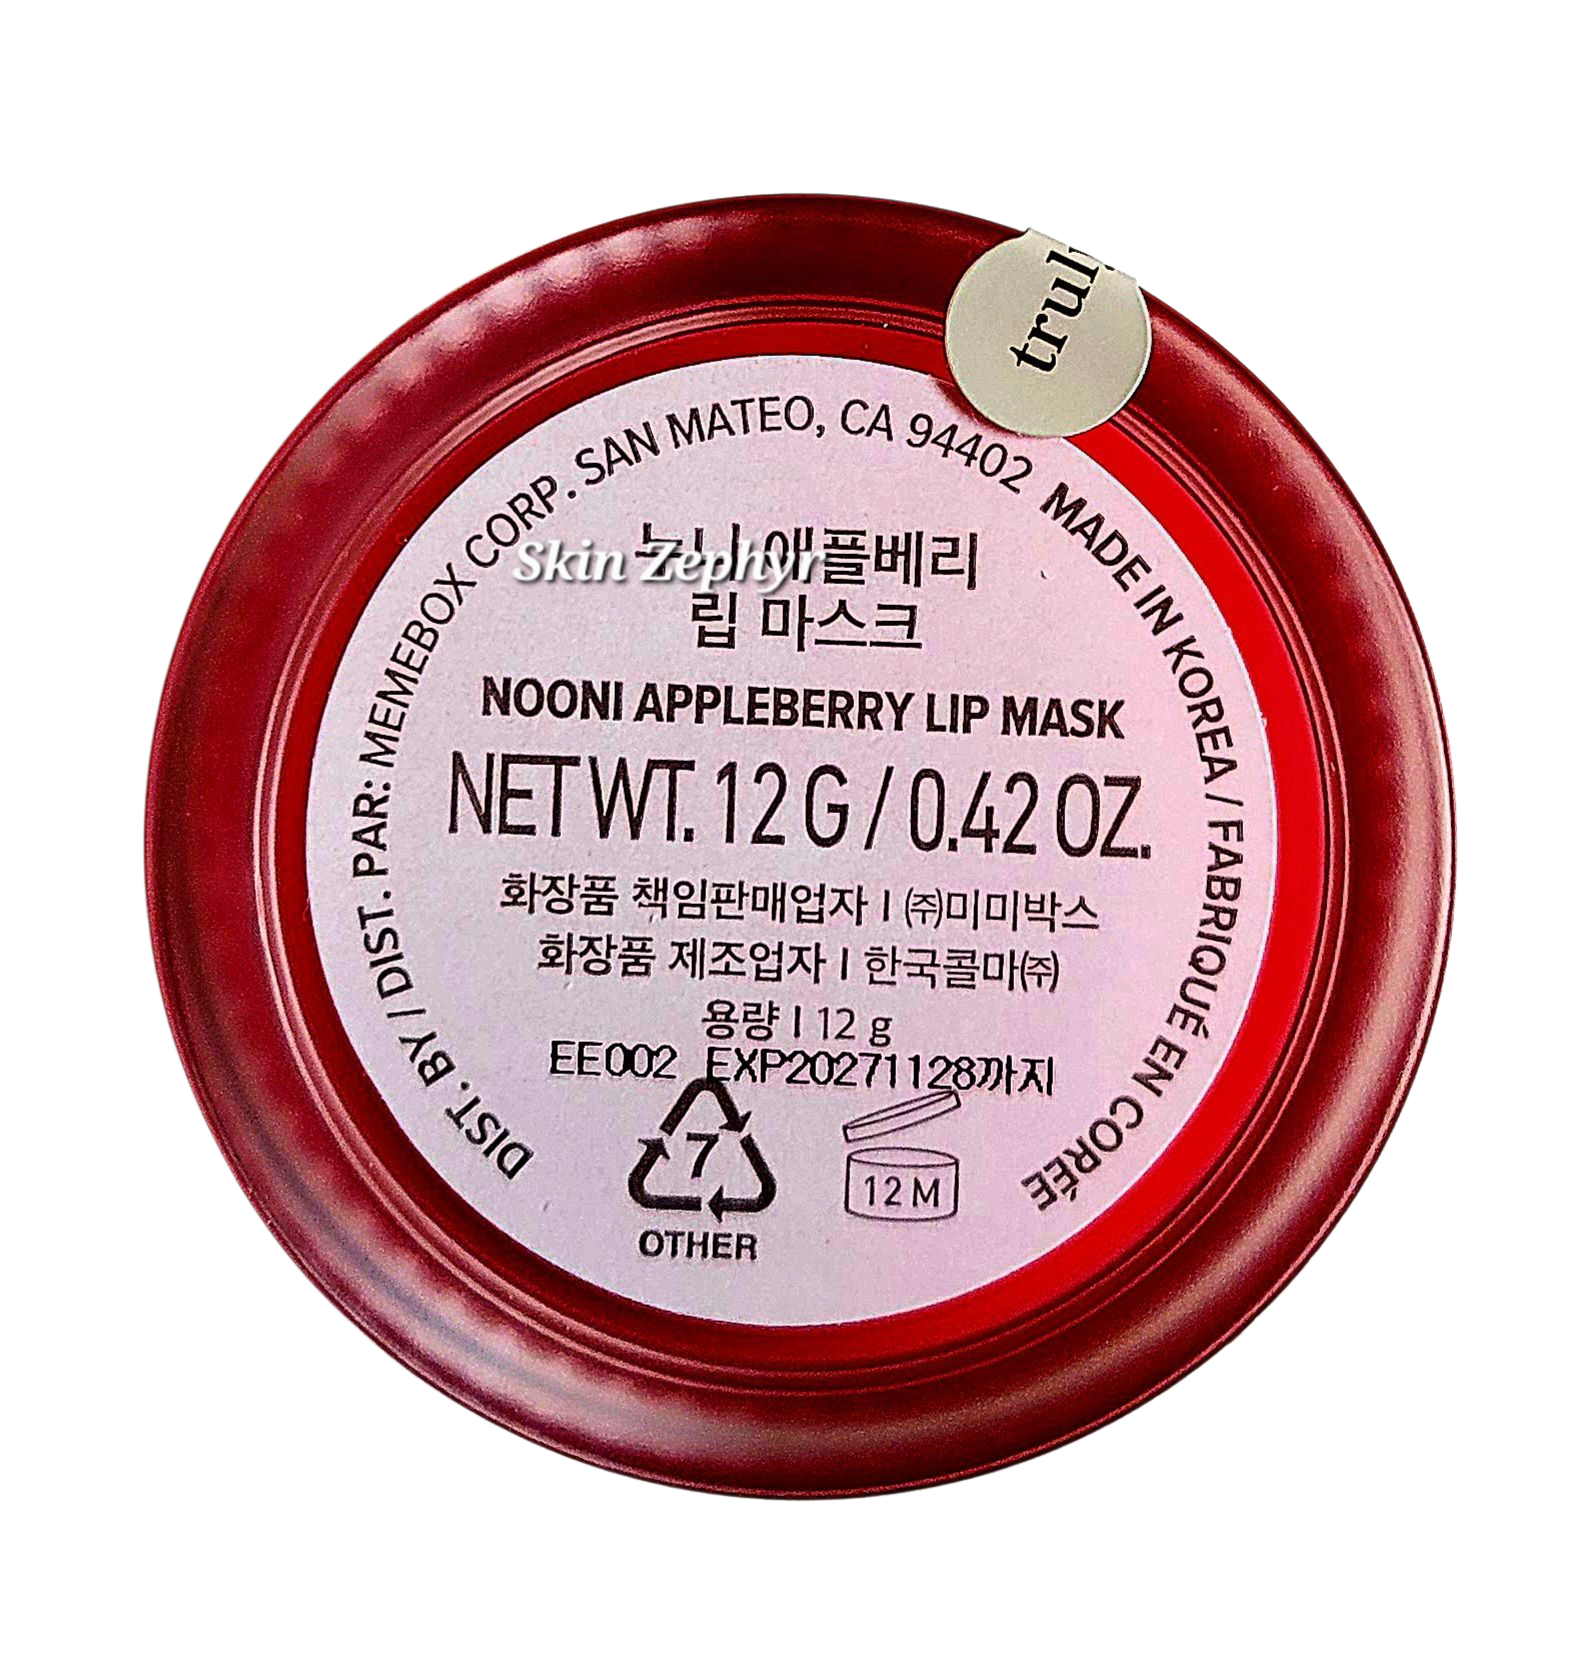 truly
DIST. BY / DIST. PAR: MEMEBOX CORP. SAN MATEO, CA 94402 MADE IN KOREA / FABRIQUÉ EN CORÉE
누니 애플베리
Skin Zephyr
립 마스크
NOONI APPLEBERRY LIP MASK
NET WT. 12 G / 0.42 OZ.
화장품 책임판매업자 I ㈜미미박스
화장품 제조업자 I 한국콜마㈜
용량 I 12 g
EE002 EXP20271128까지
7
12 M
OTHER